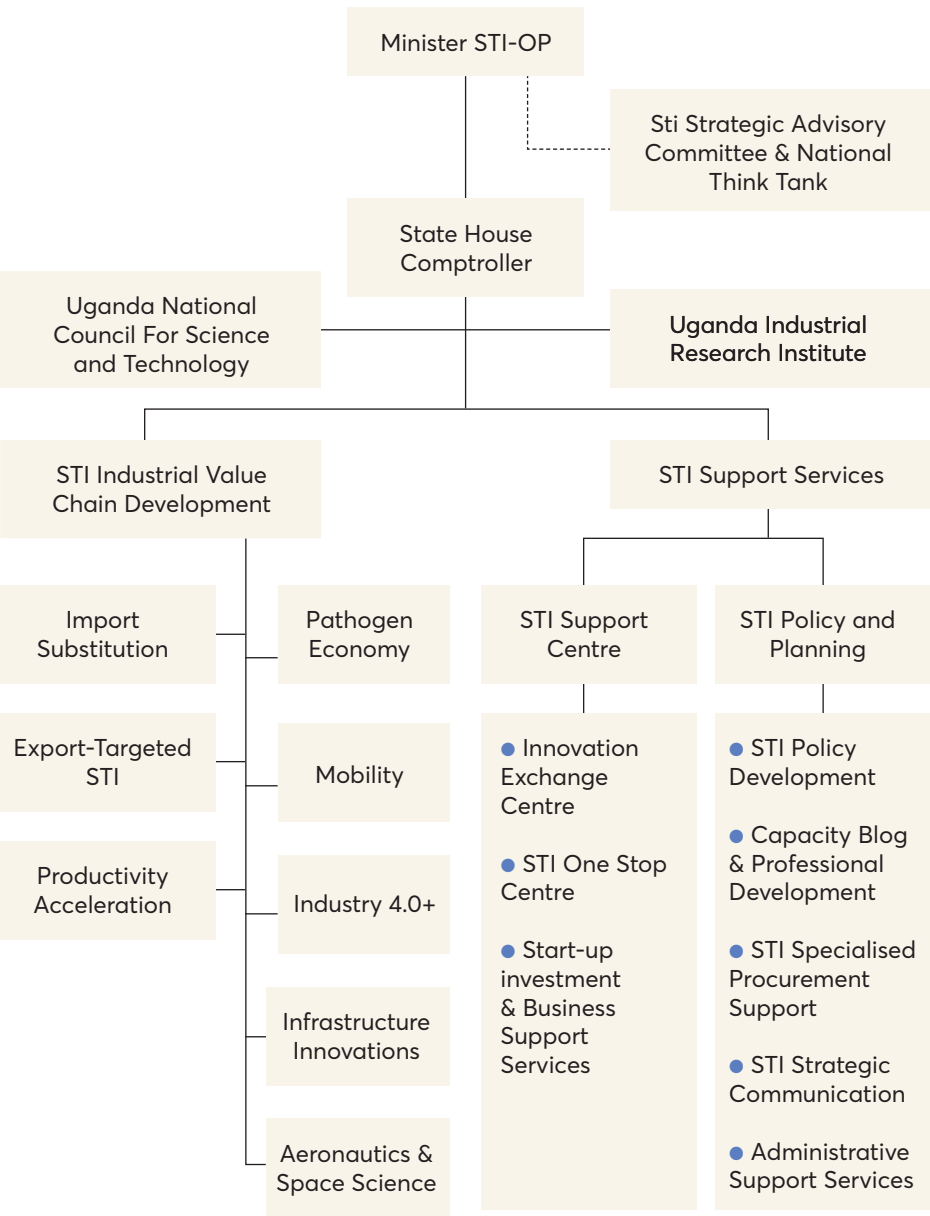 Minister STI-OP
Sti Strategic Advisory
Committee & National
Think Tank
State House
Comptroller
Uganda National
Council For Science
and Technology
Uganda Industrial
Research Institute
STI Industrial Value
Chain Development
STI Support Services
Import
Substitution
Pathogen
Economy
Export-Targeted
STI
Mobility
Productivity
Acceleration
Industry 4.0+
Infrastructure
Innovations
Aeronautics &
Space Science
STI Support
Centre
● Innovation
Exchange
Centre
● STI One Stop
Centre
● Start-up
investment
& Business
Support
Services
STI Policy and
Planning
● STI Policy
Development
● Capacity Blog
& Professional
Development
● STI Specialised
Procurement
Support
● STI Strategic
Communication
● Administrative
Support Services